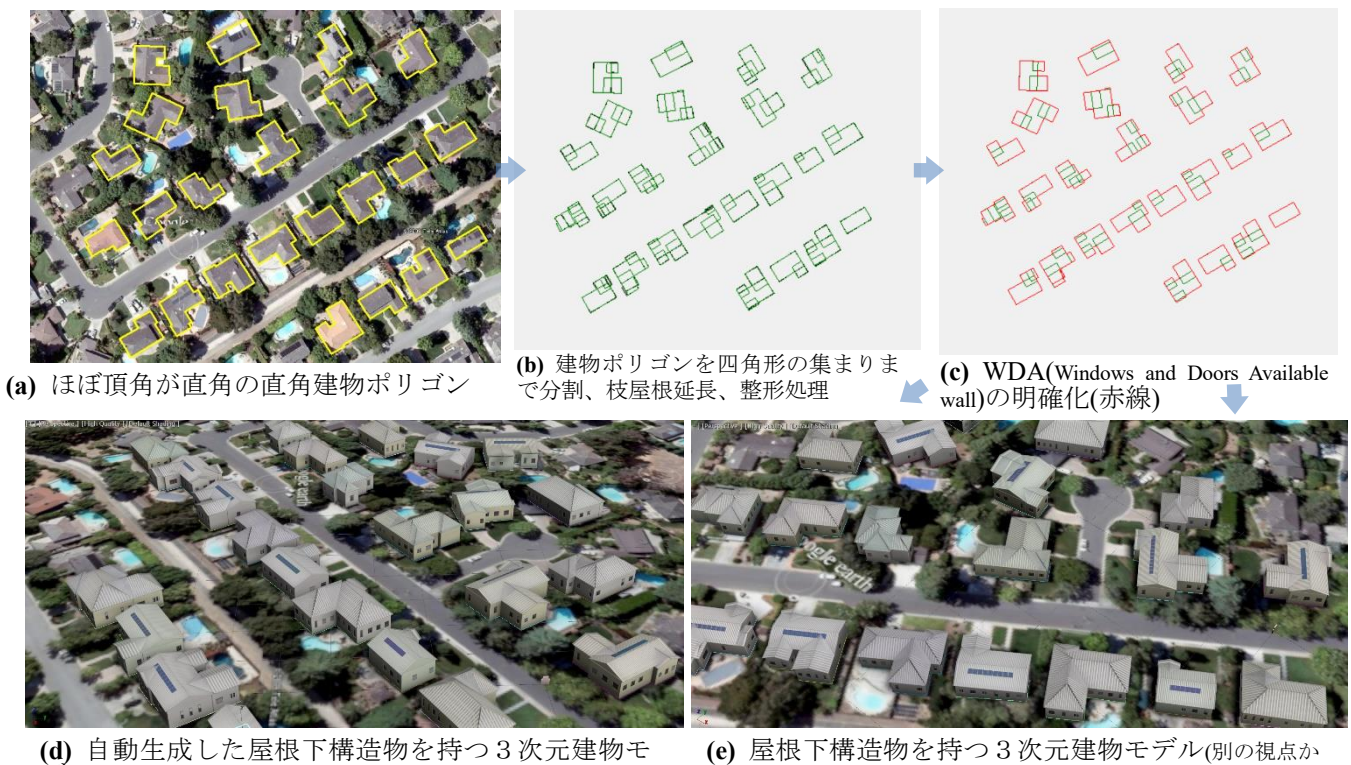 Google
(a) ほぼ頂角が直角の直角建物ポリゴン
(b) 建物ポリゴンを四角形の集まりま
で分割、枝屋根延長、整形処理
(c) WDA(Windows and Doors Available
wall)の明確化(赤線)
gle earth
(d) 自動生成した屋根下構造物を持つ３次元建物モ
(e) 屋根下構造物を持つ３次元建物モデル(別の視点か